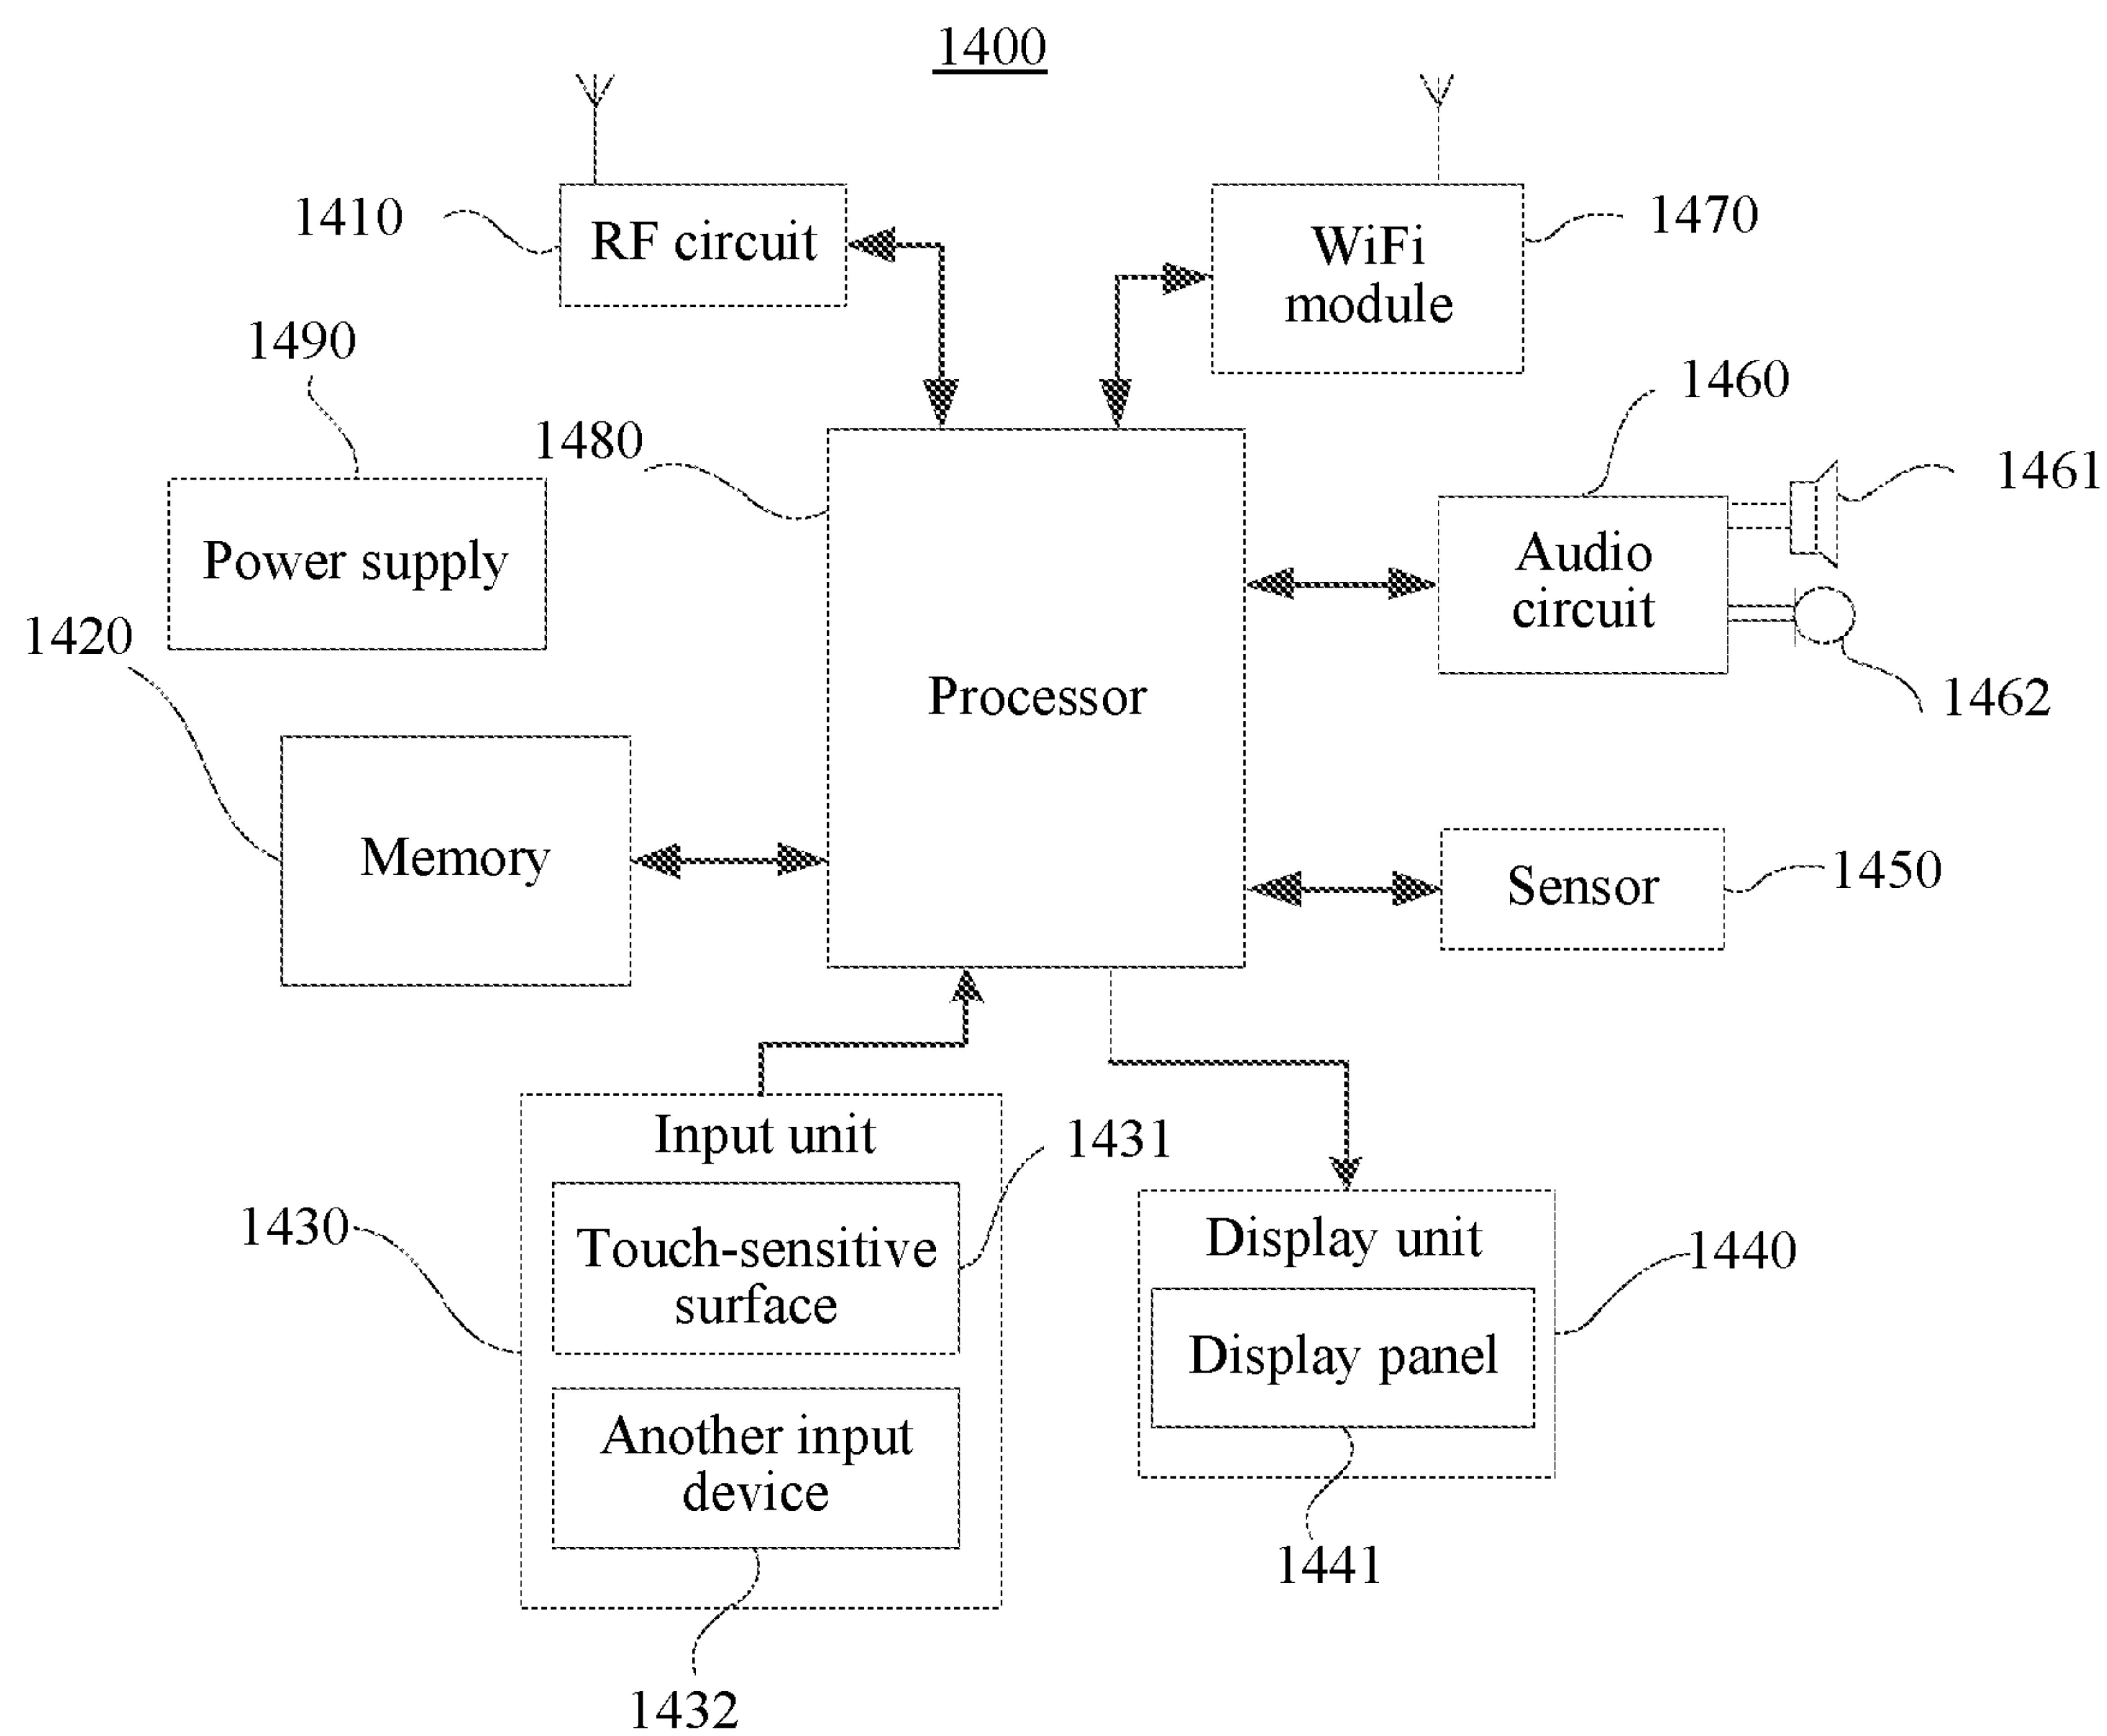 1400
1410
RF circuit
WiFi
module
1470
1490
1480
1460
1461
Power supply
Audio
circuit
1462
1420
Processor
Memory
Sensor
1450
Input unit
1431
1430
Touch-sensitive
surface
Display unit
1440
Display panel
Another input
device
1441
1432